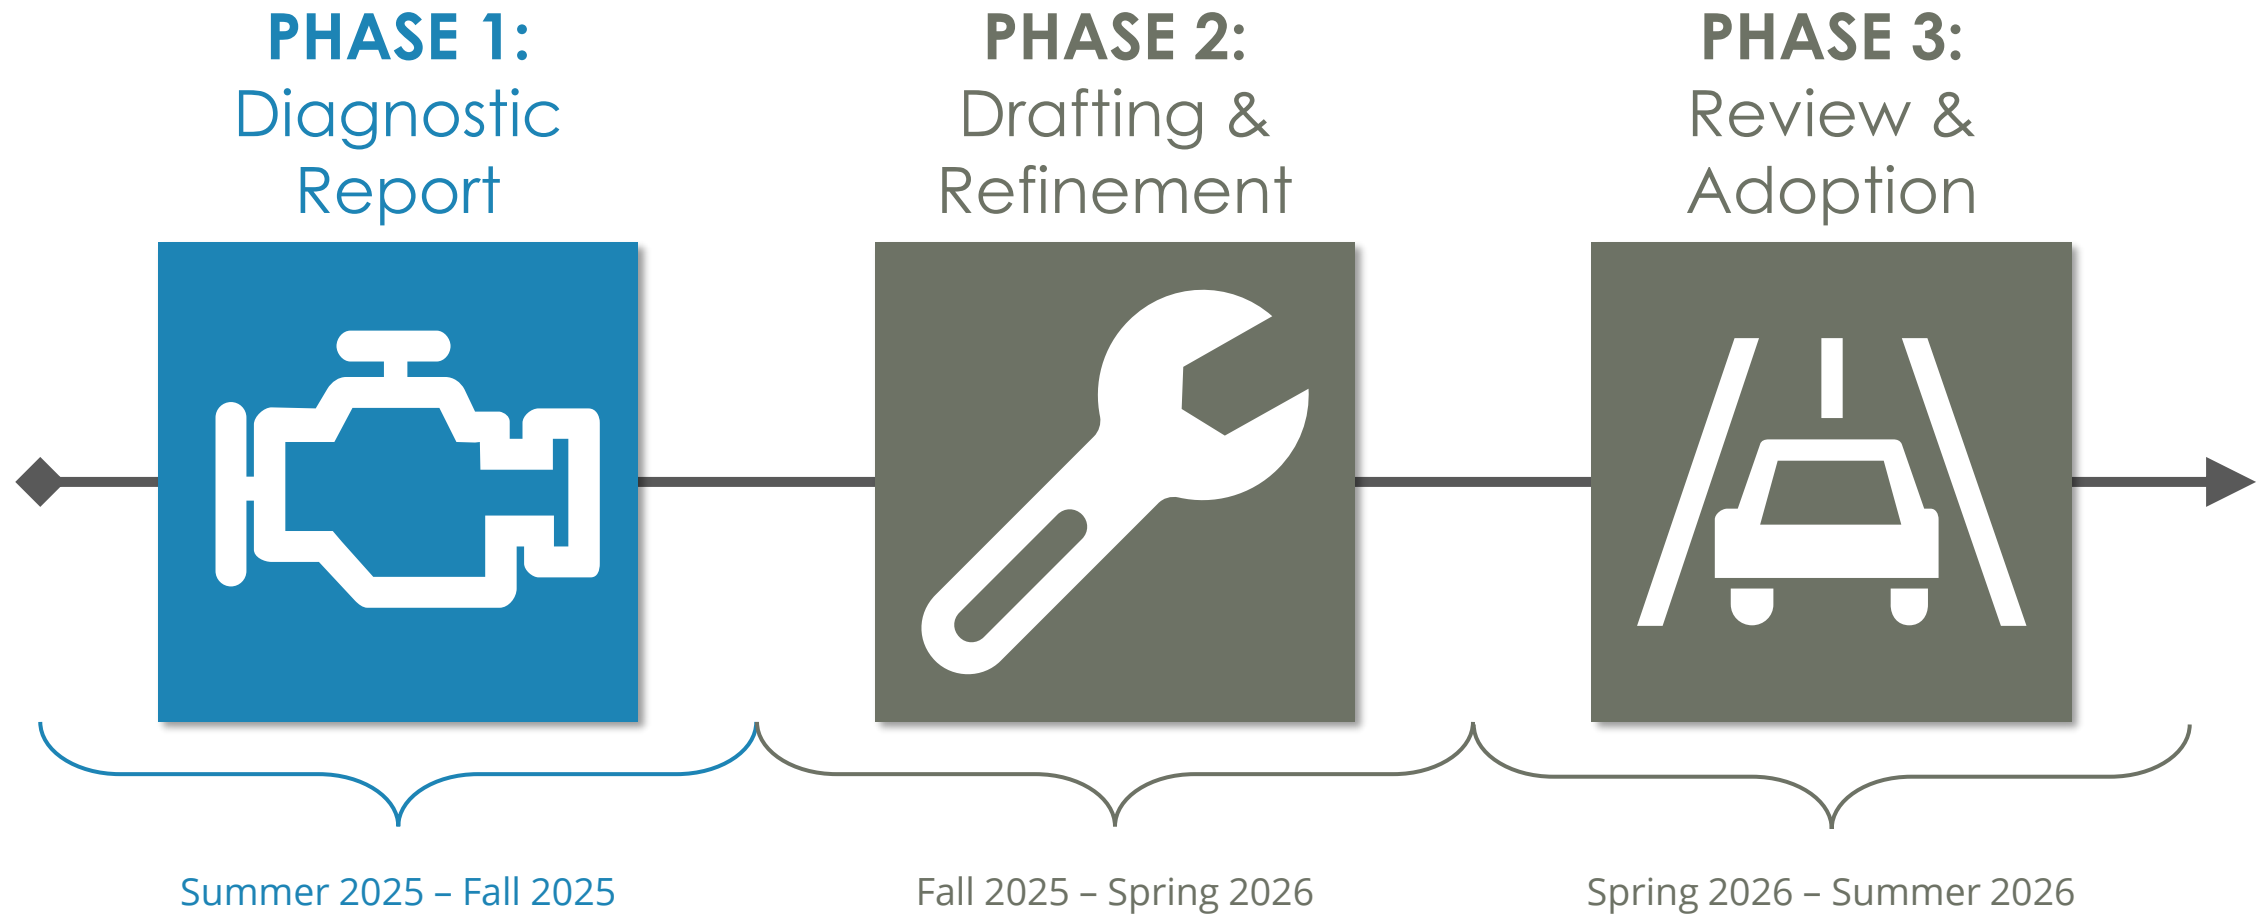 PHASE 1:
Diagnostic
Report
PHASE 2:
Drafting &
Refinement
PHASE 3:
Review &
Adoption
Summer 2025 – Fall 2025
Fall 2025 – Spring 2026
Spring 2026 – Summer 2026